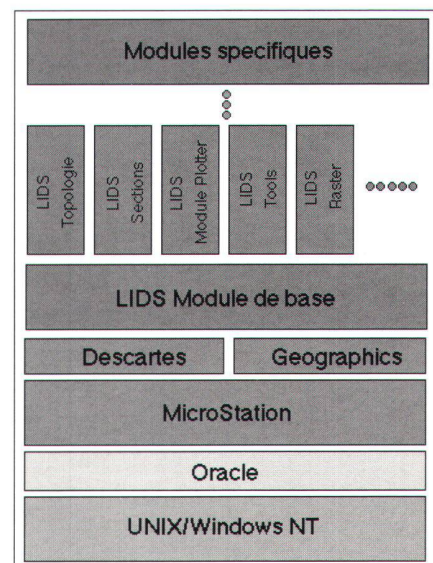 Modules specifiques
LIDS
Topologie
LIDS
Sections
LIDS
Module Plotter
LIDS
Tools
LIDS
Raster
LIDS Module de base
Descartes
Geographics
MicroStation
Oracle
UNIX/Windows NT